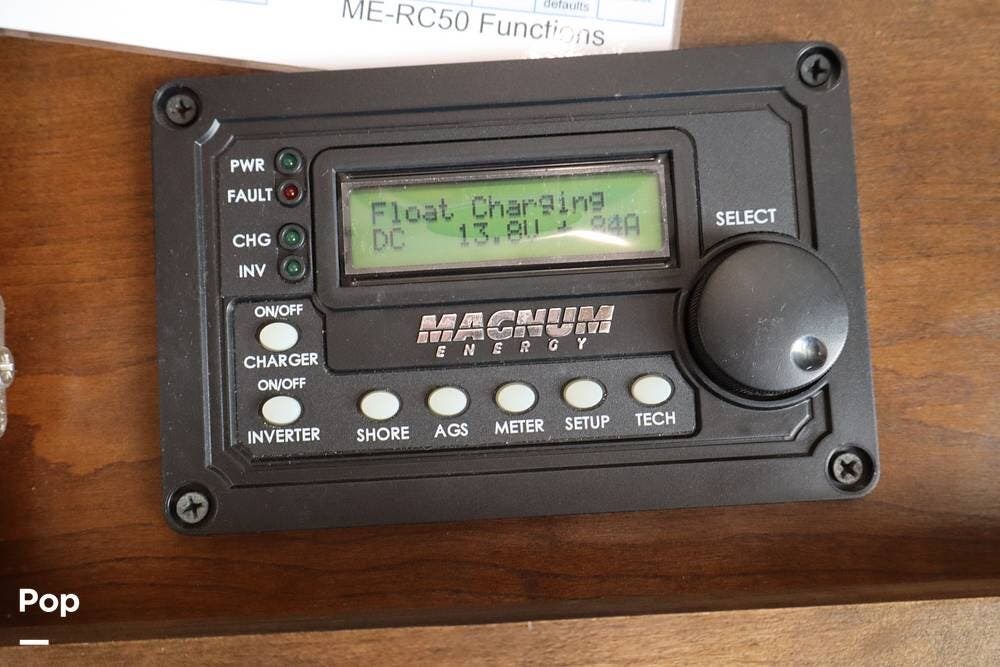 defaults
ME-RC50 Functions
PWR
FAULT
CHG
INV
Float Charging
DC 13.8V
SELECT
ON/OFF
CHARGER
ON/OFF
INVERTER
MAGNUM
ENERGY
SHORE
AGS
METER
SETUP
TECH
Pop